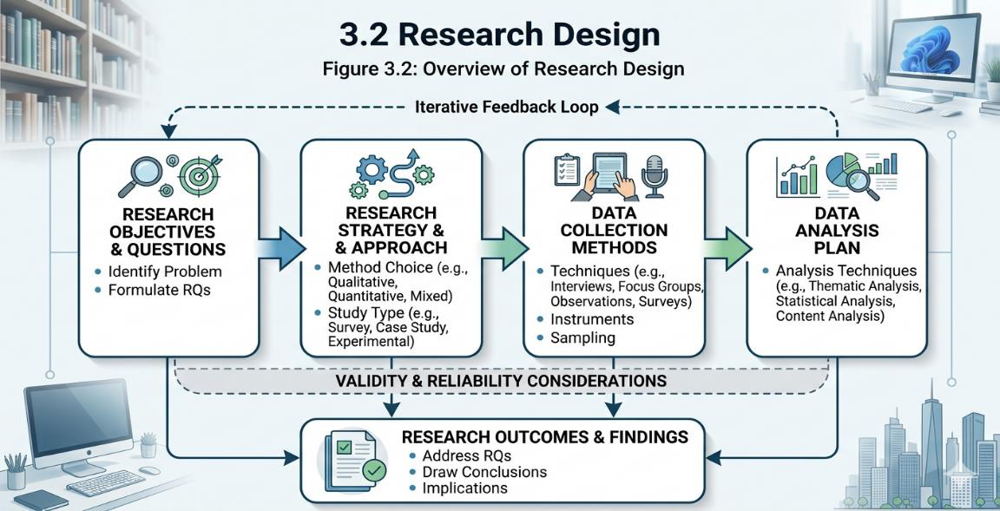 3.2 Research Design
Figure 3.2: Overview of Research Design
Iterative Feedback Loop
RESEARCH
OBJECTIVES
& QUESTIONS
• Identify Problem
• Formulate RQs
RESEARCH
STRATEGY &
& APPROACH
• Method Choice (e.g.,
Qualitative,
Quantitative, Mixed)
• Study Type (e.g.,
Survey, Case Study,
Experimental)
DATA
COLLECTION
METHODS
• Techniques (e.g.,
Interviews, Focus Groups,
Observations, Surveys)
• Instruments
• Sampling
DATA
ANALYSIS
PLAN
• Analysis Techniques
(e.g., Thematic Analysis,
Statistical Analysis,
Content Analysis)
VALIDITY & RELIABILITY CONSIDERATIONS
RESEARCH OUTCOMES & FINDINGS
• Address RQs
• Draw Conclusions
• Implications